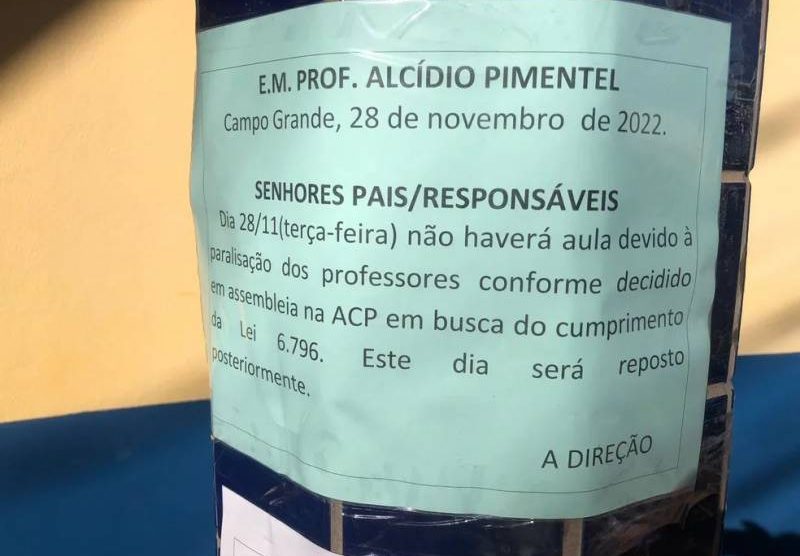 E.M. PROF. ALCÍDIO PIMENTEL
Campo Grande, 28 de novembro de 2022.
SENHORES PAIS/RESPONSÁVEIS
Dia 28/11(terça-feira) não haverá aula devido à
paralisação dos professores conforme decidido
em assembleia na ACP em busca do cumprimento
da Lei 6.796. Este dia será reposto
posteriormente.
A DIREÇÃO